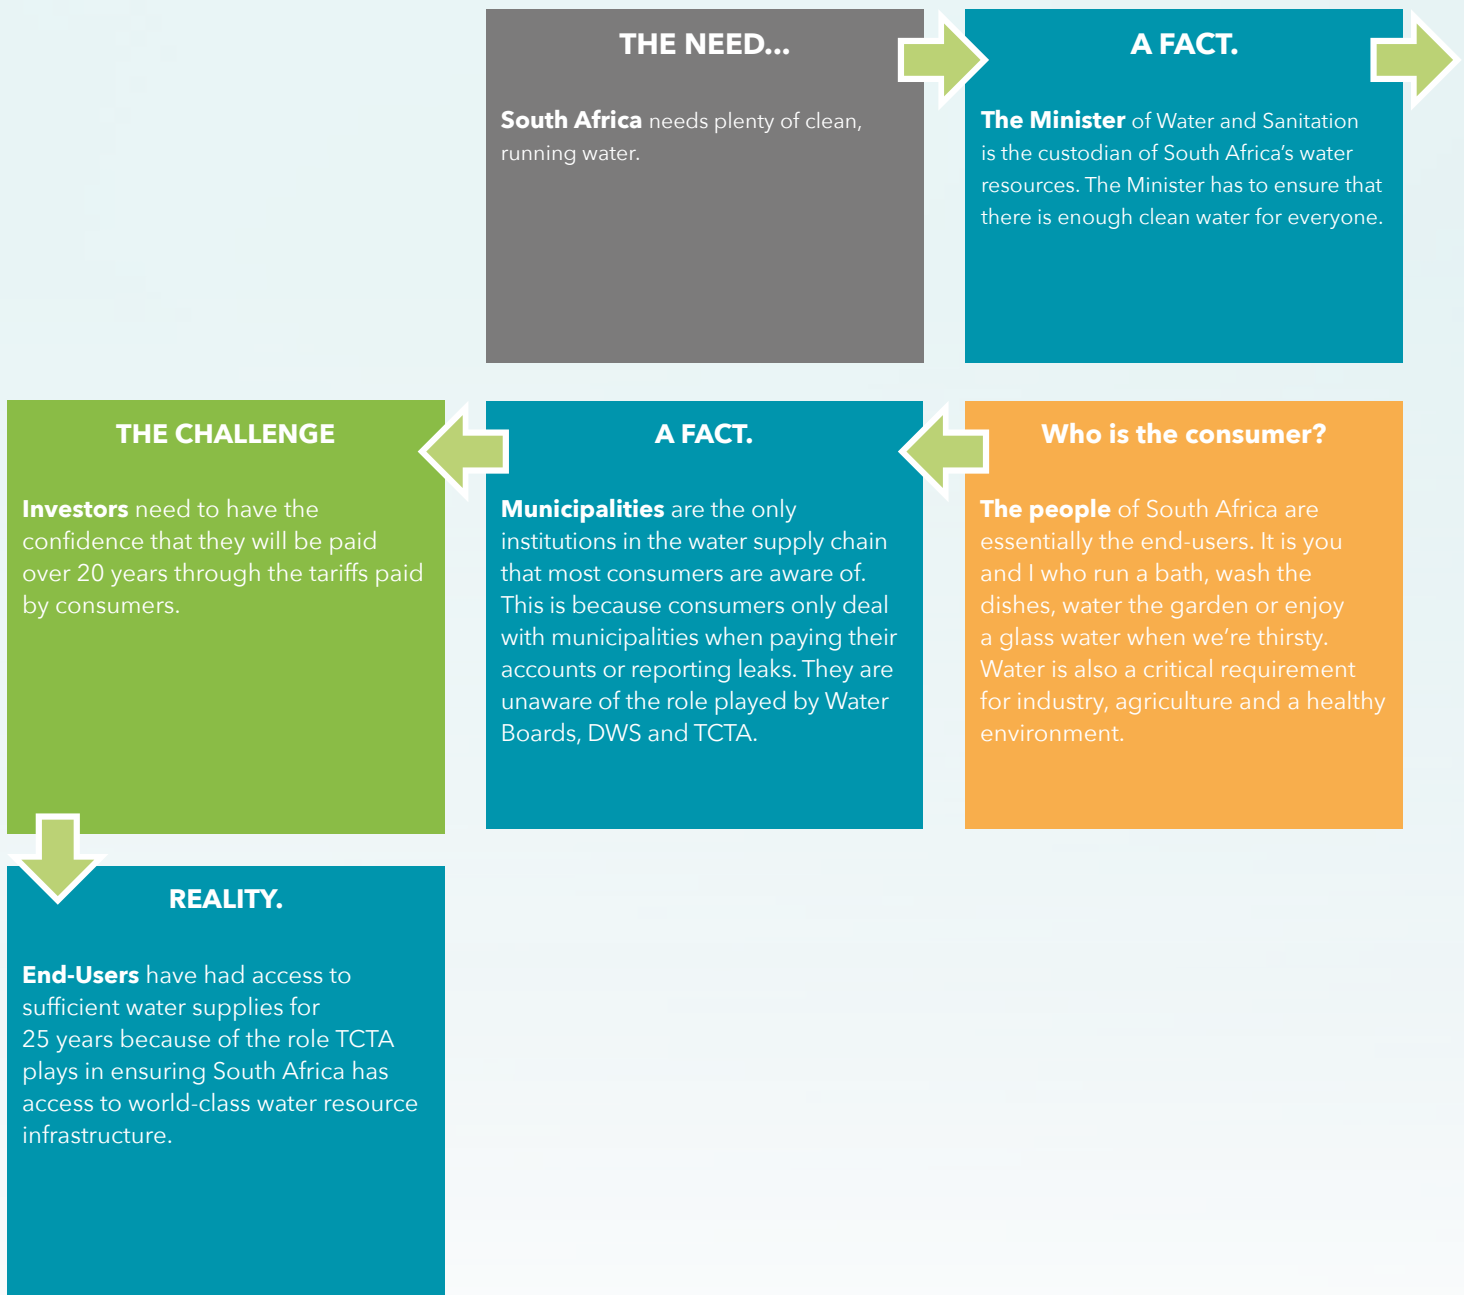 THE NEED...
South Africa needs plenty of clean,
running water.
A FACT.
The Minister of Water and Sanitation
is the custodian of South Africa's water
resources. The Minister has to ensure that
there is enough clean water for everyone.
Who is the consumer?
The people of South Africa are
essentially the end-users. It is you
and I who run a bath, wash the
dishes, water the garden or enjoy
a glass water when we're thirsty.
Water is also a critical requirement
for industry, agriculture and a healthy
environment.
A FACT.
Municipalities are the only
institutions in the water supply chain
that most consumers are aware of.
This is because consumers only deal
with municipalities when paying their
accounts or reporting leaks. They are
unaware of the role played by Water
Boards, DWS and TCTA.
THE CHALLENGE
Investors need to have the
confidence that they will be paid
over 20 years through the tariffs paid
by consumers.
REALITY.
End-Users have had access to
sufficient water supplies for
25 years because of the role TCTA
plays in ensuring South Africa has
access to world-class water resource
infrastructure.